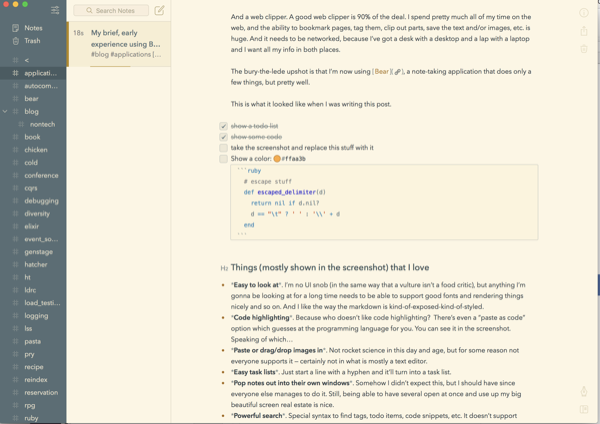 Notes
Trash
<
applicati...
autocom...
bear
blog
nontech
book
chicken
cold
conference
cqrs
debugging
diversity
elixir
event_so...
genstage
hatcher
ht
ldrc
load_testi...
logging
lss
pasta
pry
recipe
reindex
reservation
rpg
ruby
Search Notes
18s
My brief, early
experience using B...
#blog #applications |...
And a web clipper. A good web clipper is 90% of the deal. I spend pretty much all of my time on the
web, and the ability to bookmark pages, tag them, clip out parts, save the text and/or images, etc. is
huge. And it needs to be networked, because I've got a desk with a desktop and a lap with a laptop
and I want all my info in both places.
The bury-the-lede upshot is that I'm now using [Bear][], a note-taking application that does only a
few things, but pretty well.
This is what it looked like when I was writing this post.
show a todo list
show some code
take the screenshot and replace this stuff with it
Show a color: #ffaa3b
```ruby
# escape stuff
def escaped_delimiter(d)
return nil if d.nil?
d == "\t" ? ' ' : '\\' + d
end
```
H2 Things (mostly shown in the screenshot) that I love
• *Easy to look at*. I'm no UI snob (in the same way that a vulture isn't a food critic), but anything I'm
gonna be looking at for a long time needs to be able to support good fonts and rendering things
nicely and so on. And I like the way the markdown is kind-of-exposed-kind-of-styled.
• *Code highlighting*. Because who doesn't like code highlighting? There's even a "paste as code"
option which guesses at the programming language for you. You can see it in the screenshot.
Speaking of which...
• *Paste or drag/drop images in*. Not rocket science in this day and age, but for some reason not
everyone supports it – certainly not in what is mostly a text editor.
• *Easy task lists*. Just start a line with a hyphen and it'll turn into a task list.
• *Pop notes out into their own windows*. Somehow I didn't expect this, but I should have since
everyone else manages to do it. Still, being able to have several open at once and use up my big
beautiful screen real estate is nice.
• *Powerful search*. Special syntax to find tags, todo items, code snippets, etc. It doesn't support